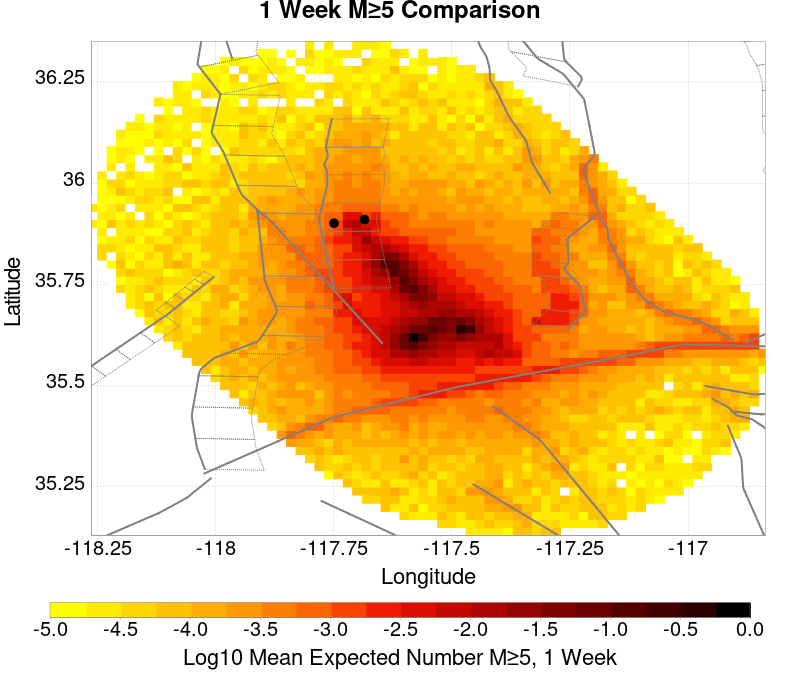 1 Week M≥5 Comparison
36.25
36
35.75
35.5
35.25
Latitude
-118.25 -118 -117.75 -117.5 -117.25 -117
Longitude
-5.0 -4.5 -4.0 -3.5 -3.0 -2.5 -2.0 -1.5 -1.0 -0.5 0.0
Log10 Mean Expected Number M≥5, 1 Week